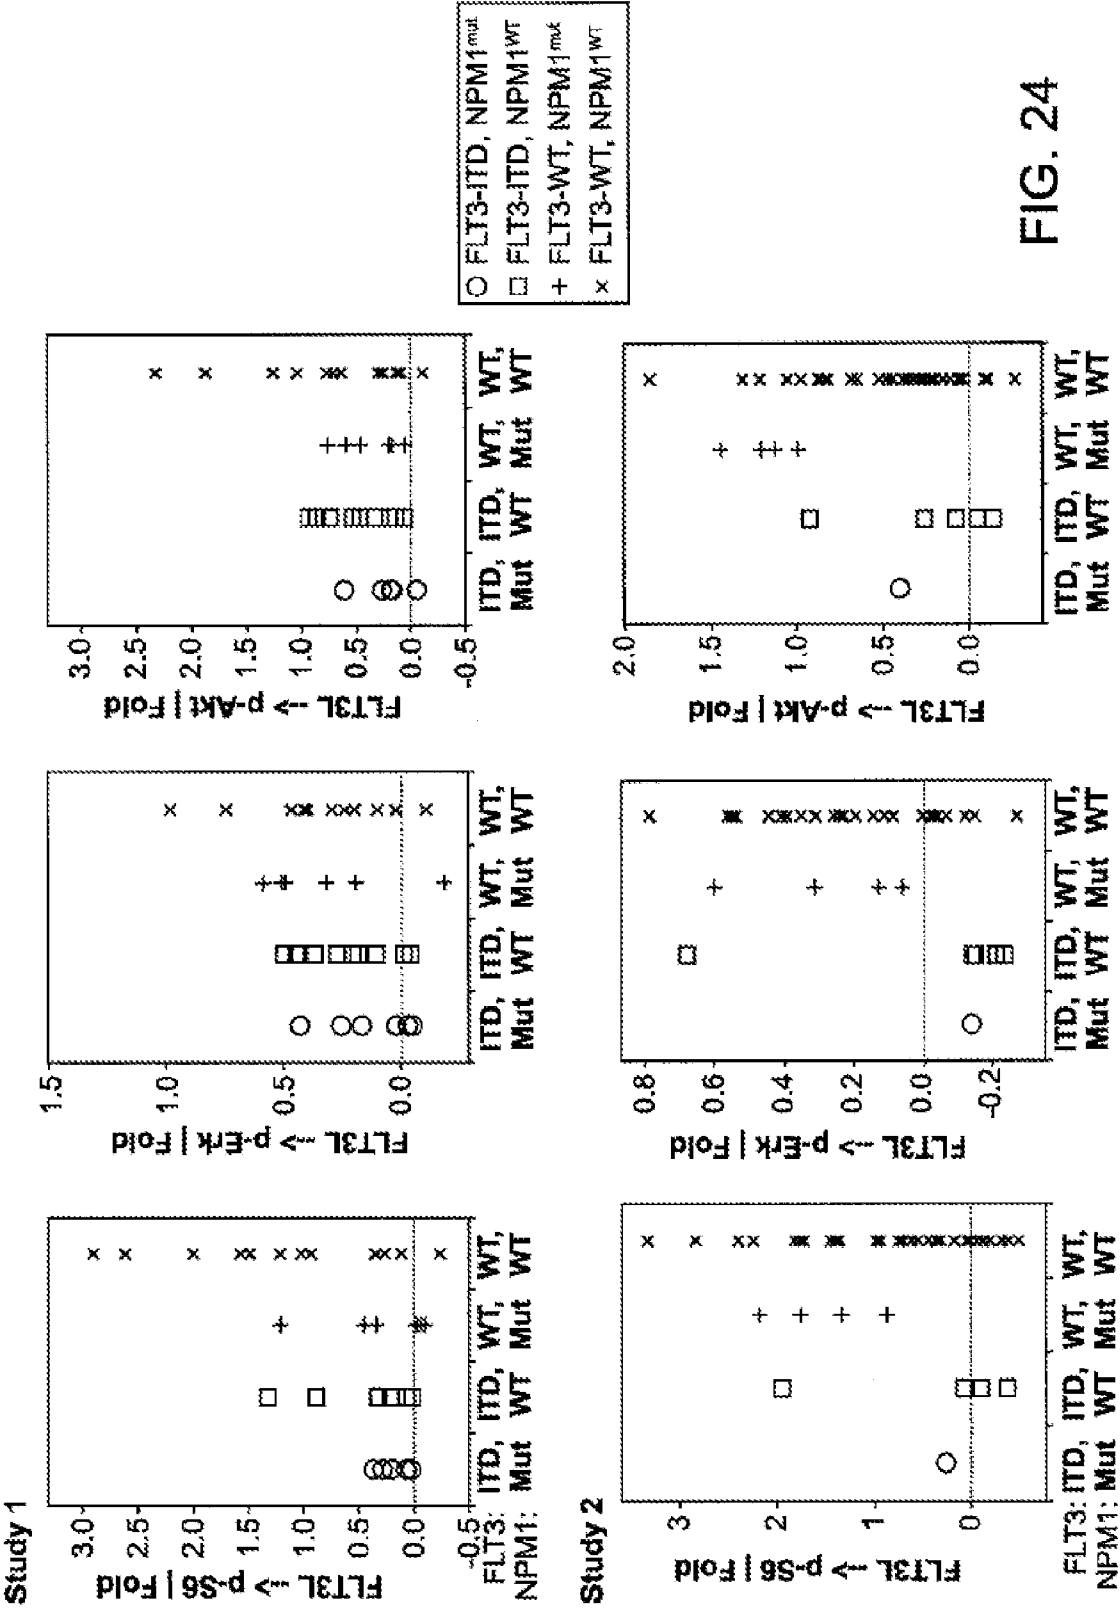 Study 1
FLT3L --> p-S6 | Fold
3.0
2.5
2.0
1.5
1.0
0.5
0.0
-0.5
FLT3: ITD, ITD, WT, WT,
NPM1: Mut WT Mut WT
FLT3L --> p-Erk | Fold
1.5
1.0
0.5
0.0
ITD, ITD, WT, WT,
Mut WT Mut WT
FLT3L --> p-Akt | Fold
3.0
2.5
2.0
1.5
1.0
0.5
0.0
-0.5
ITD, ITD, WT, WT,
Mut WT Mut WT
FLT3-ITD, NPM1mut
FLT3-ITD, NPM1WT
FLT3-WT, NPM1mut
FLT3-WT, NPM1WT
Study 2
FLT3L --> p-S6 | Fold
3
2
1
0
FLT3: ITD, ITD, WT, WT,
NPM1: Mut WT Mut WT
FLT3L --> p-Erk | Fold
0.8
0.6
0.4
0.2
0.0
-0.2
ITD, ITD, WT, WT,
Mut WT Mut WT
FLT3L --> p-Akt | Fold
2.0
1.5
1.0
0.5
0.0
ITD, ITD, WT, WT,
Mut WT Mut WT
FIG. 24